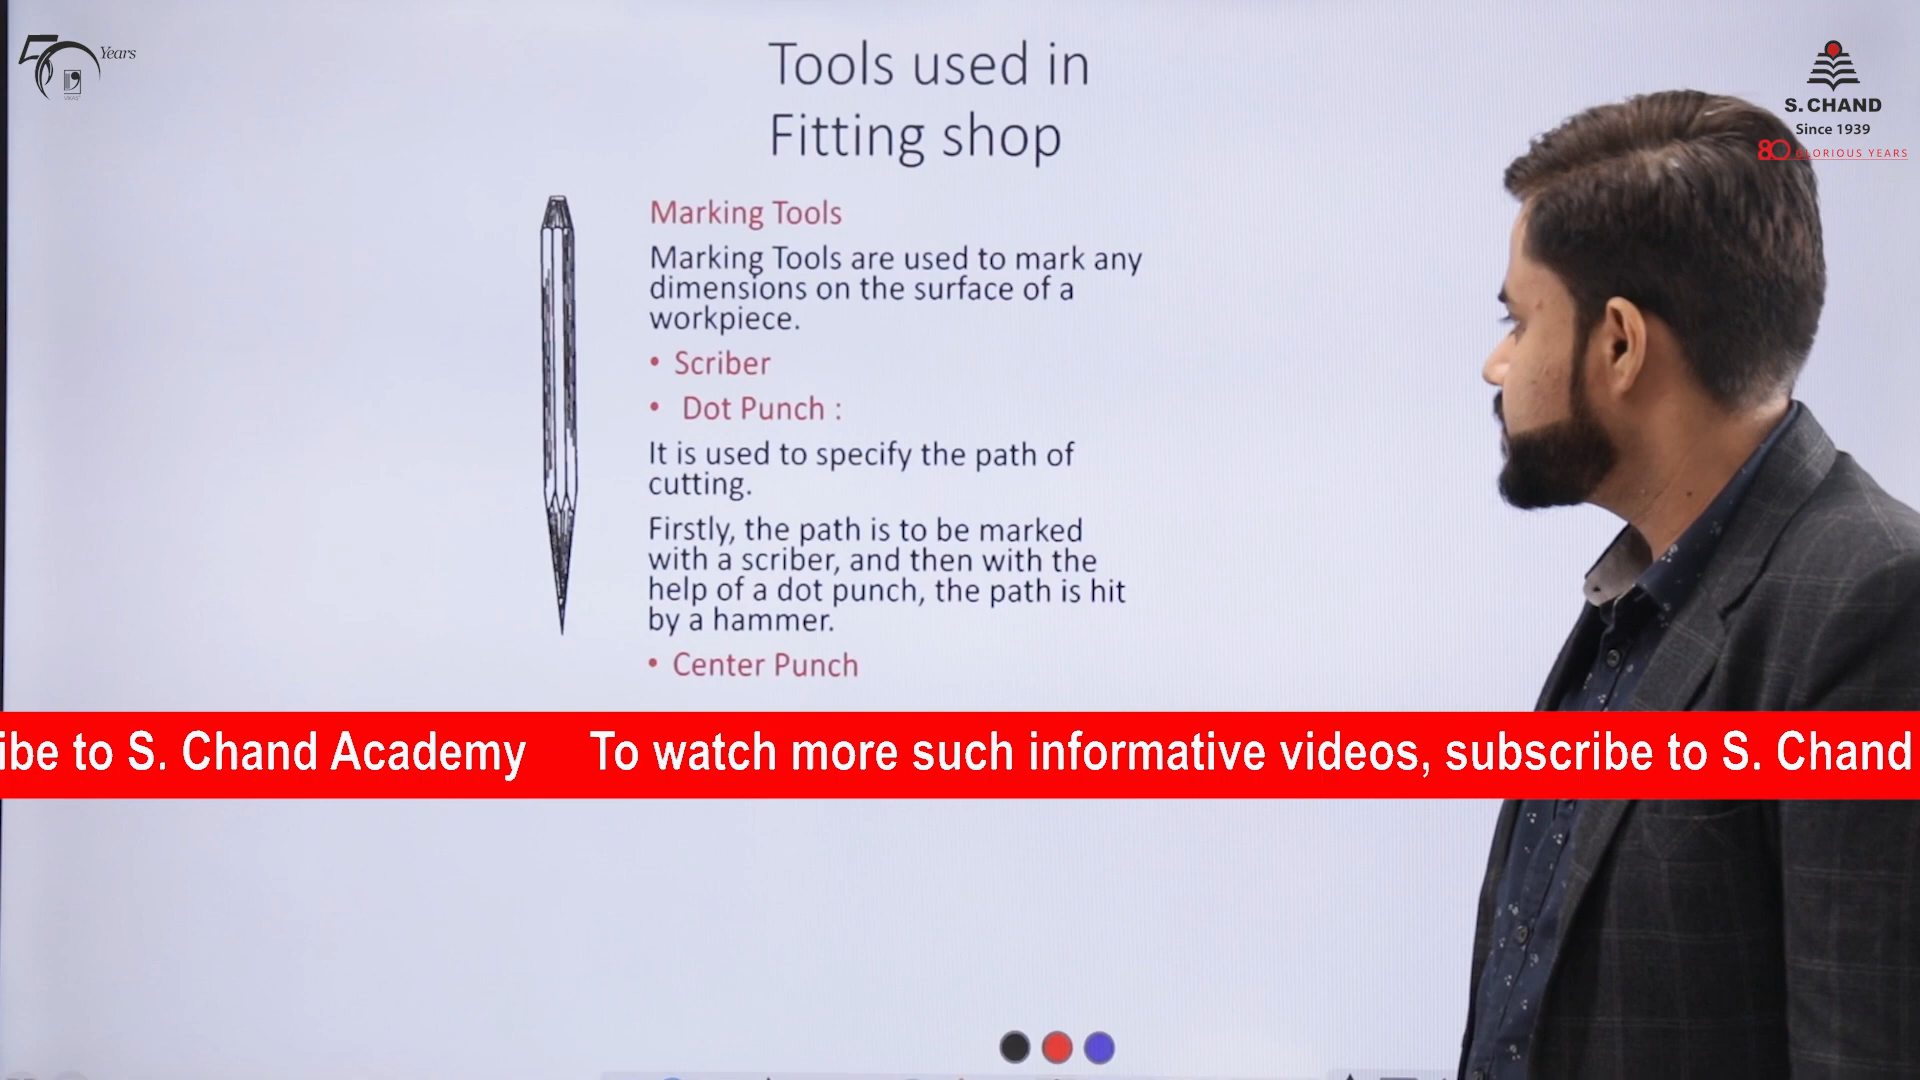 Years
S. CHAND
Since 1939
80 GLORIOUS YEARS
Tools used in
Fitting shop
Marking Tools
Marking Tools are used to mark any
dimensions on the surface of a
workpiece.
• Scriber
• Dot Punch :
It is used to specify the path of
cutting.
Firstly, the path is to be marked
with a scriber, and then with the
help of a dot punch, the path is hit
by a hammer.
• Center Punch
ibe to S. Chand Academy To watch more such informative videos, subscribe to S. Chand